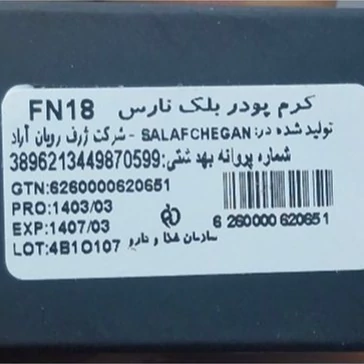 کرم پودر بلک نارس FN18
تولید شده در: SALAFCHEGAN - شرکت ژرف رویان آراد
شماره پروانه بهداشتی:3896213449870599
GTN:6260000620651
PRO:1403/03
EXP:1407/03
LOT:4B1O107
سازمان غذا و دارو
6 260000 620651